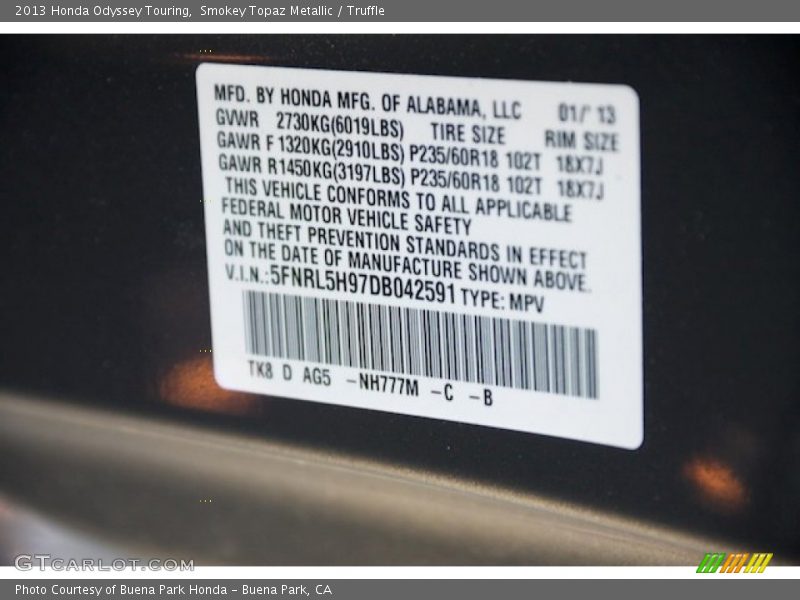 2013 Honda Odyssey Touring,  Smokey Topaz Metallic / Truffle
MFD. BY HONDA MFG. OF ALABAMA, LLC 01/ 13
GVWR 2730KG(6019LBS) TIRE SIZE RIM SIZE
GAWR F 1320KG(2910LBS) P235/60R18 102T 18X7J
GAWR R1450KG(3197LBS) P235/60R18 102T 18X7J
THIS VEHICLE CONFORMS TO ALL APPLICABLE
FEDERAL MOTOR VEHICLE SAFETY
AND THEFT PREVENTION STANDARDS IN EFFECT
ON THE DATE OF MANUFACTURE SHOWN ABOVE.
V.I.N.:5FNRL5H97DB042591 TYPE: MPV
TK8 D AG5 -NH777M -C -B
GTCARLOT.COM
Photo Courtesy of Buena Park Honda - Buena Park, CA